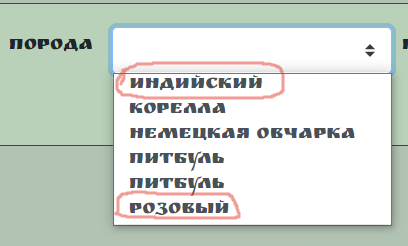 ПОРОДА
ИНДИЙСКИЙ
КОРЕЛЛА
НЕМЕЦКАЯ ОВЧАРКА
ПИТБУЛЬ
ПИТБУЛЬ
РОЗОВЫЙ